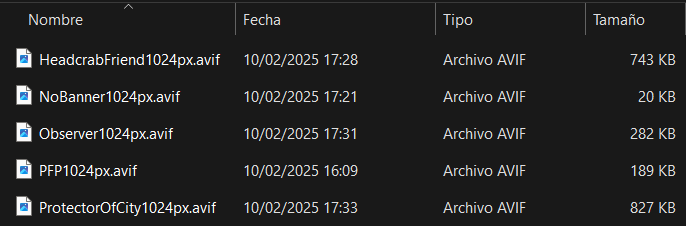 Nombre Fecha Tipo Tamaño
HeadcrabFriend1024px.avif 10/02/2025 17:28 Archivo AVIF 743 KB
NoBanner1024px.avif 10/02/2025 17:21 Archivo AVIF 20 KB
Observer1024px.avif 10/02/2025 17:31 Archivo AVIF 282 KB
PFP1024px.avif 10/02/2025 16:09 Archivo AVIF 189 KB
ProtectorOfCity1024px.avif 10/02/2025 17:33 Archivo AVIF 827 KB